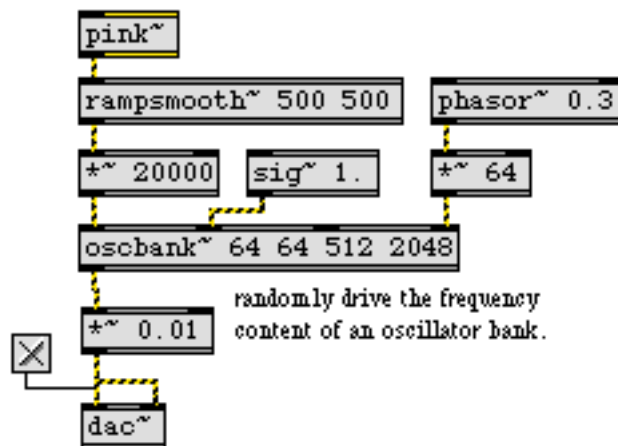 pink~
rampsmooth~ 500 500
phasor~ 0.3
*~ 20000
sig~ 1.
*~ 64
oscbank~ 64 64 512 2048
randomly drive the frequency
content of an oscillator bank.
*~ 0.01
dac~